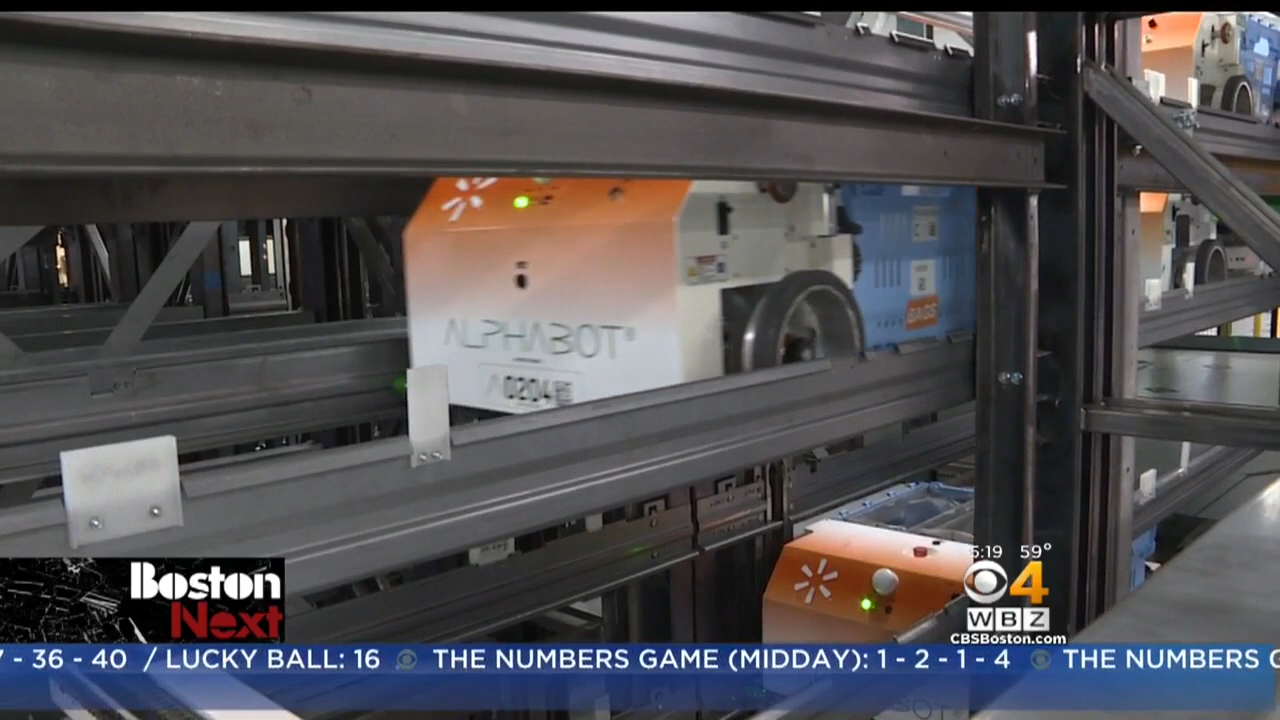 ALPHABOT®
A0204
BAGS
5:19 59°
4
WBZ
CBSBoston.com
Boston
Next
7 - 36 - 40 / LUCKY BALL: 16 THE NUMBERS GAME (MIDDAY): 1 - 2 - 1 - 4 THE NUMBERS